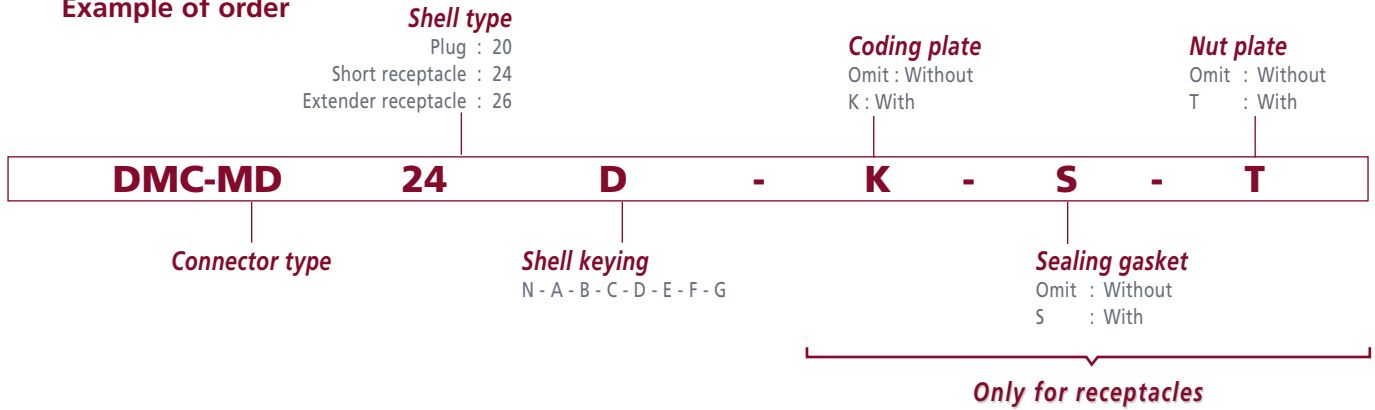 Example of order
Shell type
Plug : 20
Short receptacle : 24
Extender receptacle : 26
Coding plate
Omit : Without
K : With
Nut plate
Omit : Without
T : With
DMC-MD 24 D - K - S - T
Connector type
Shell keying
N - A - B - C - D - E - F - G
Sealing gasket
Omit : Without
S : With
Only for receptacles